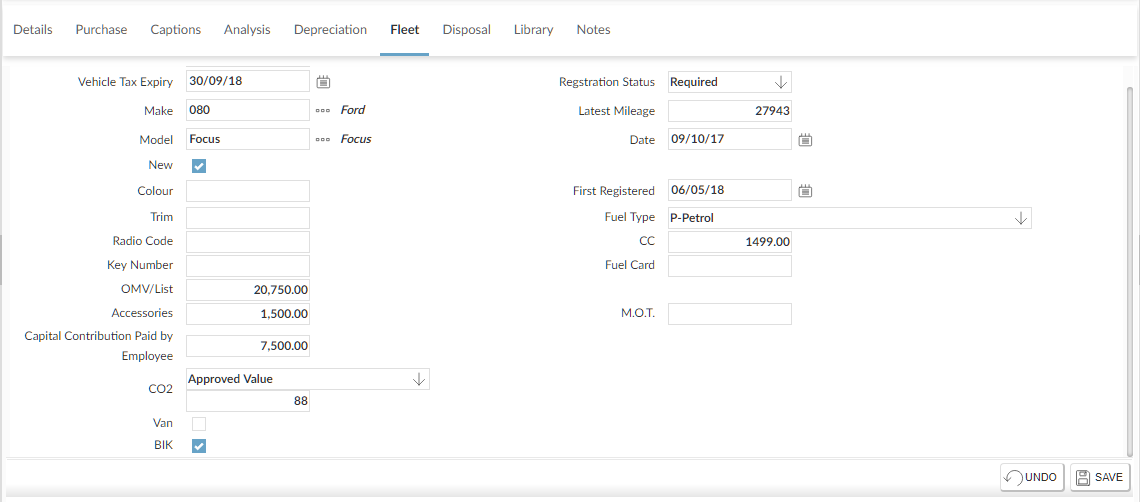 Details Purchase Captions Analysis Depreciation Fleet Disposal Library Notes
Vehicle Tax Expiry 30/09/18 Regstration Status Required
Make 080 Ford Latest Mileage 27943
Model Focus Focus Date 09/10/17
New
Colour First Registered 06/05/18
Trim Fuel Type P-Petrol
Radio Code CC 1499.00
Key Number Fuel Card
OMV/List 20,750.00
Accessories 1,500.00 M.O.T.
Capital Contribution Paid by
Employee 7,500.00
CO2 Approved Value
88
Van
BIK
UNDO SAVE